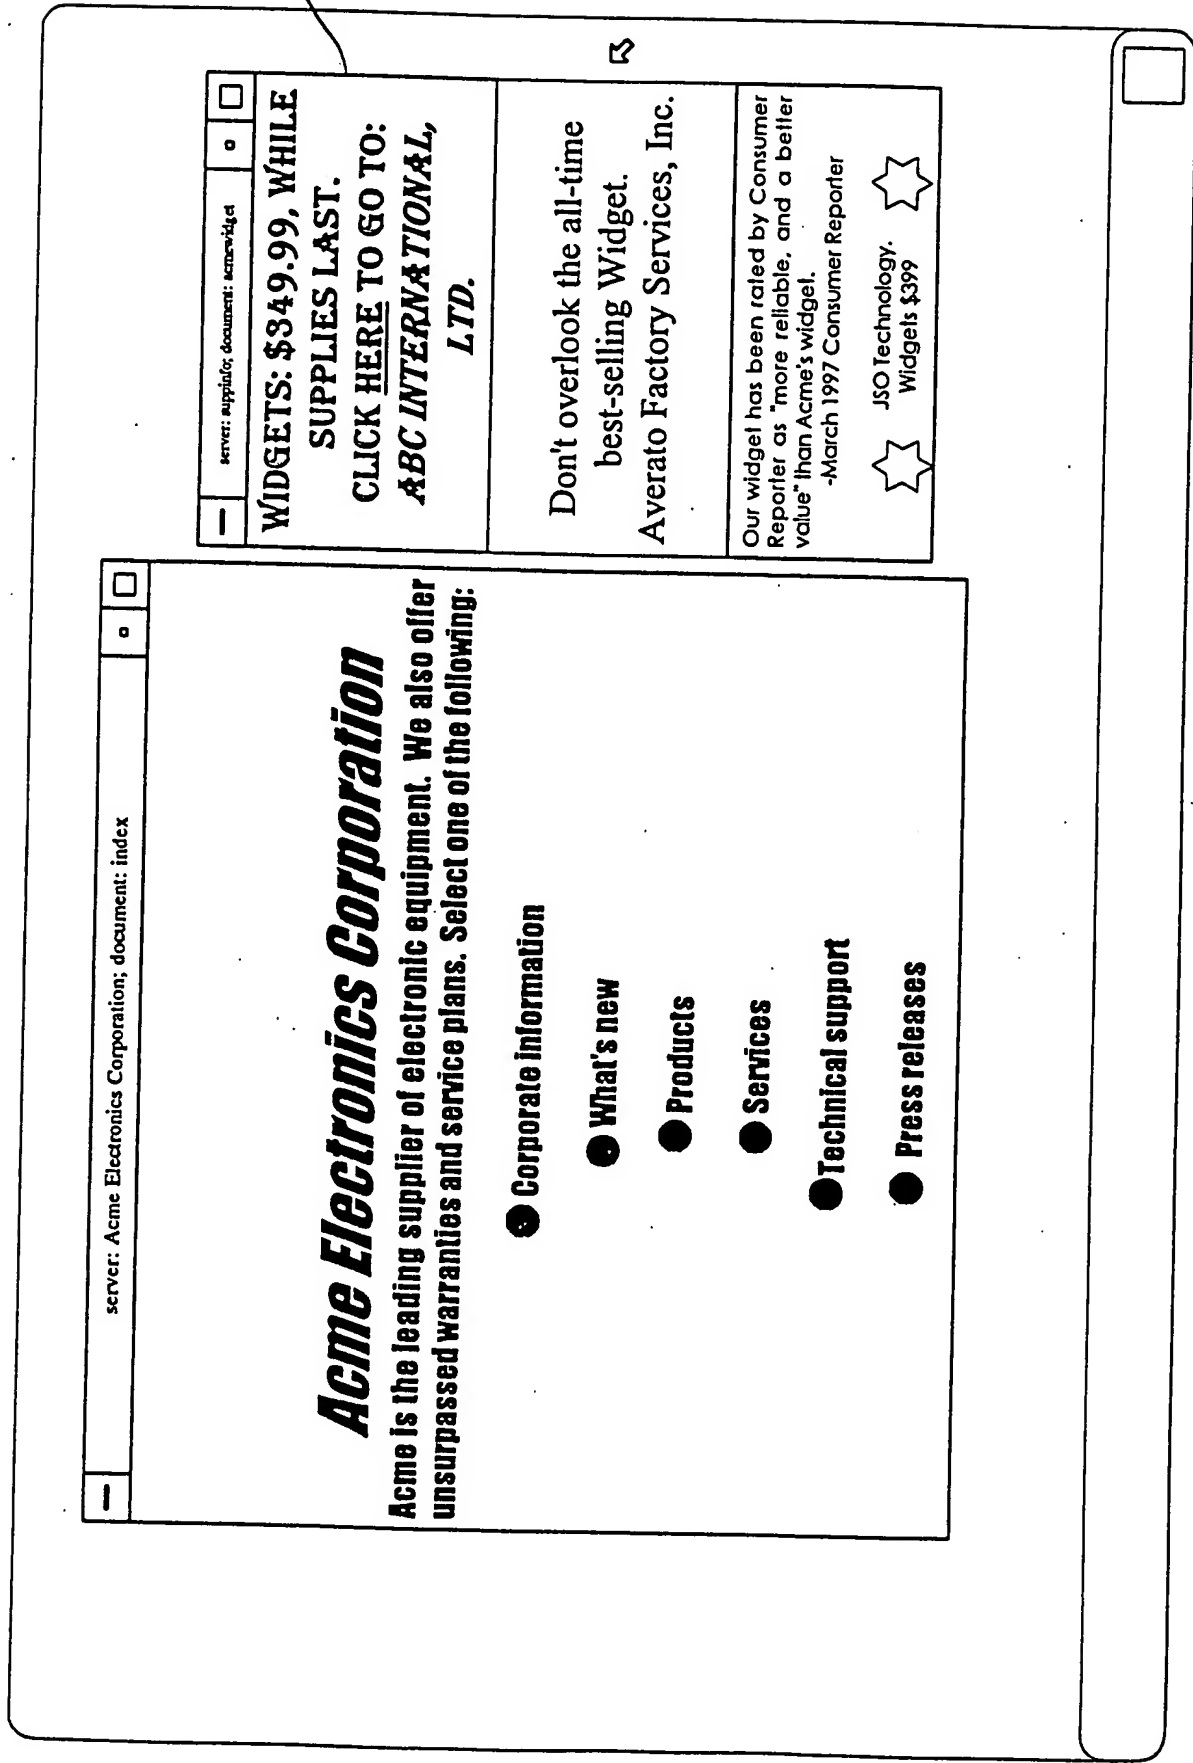 server: Acme Electronics Corporation; document: index
Acme Electronics Corporation
Acme is the leading supplier of electronic equipment. We also offer
unsurpassed warranties and service plans. Select one of the following:
Corporate information
What's new
Products
Services
Technical support
Press releases
server: suppinfo; document: acmewidget
WIDGETS: $349.99, WHILE
SUPPLIES LAST.
CLICK HERE TO GO TO:
ABC INTERNATIONAL,
LTD.
Don't overlook the all-time
best-selling Widget.
Averato Factory Services, Inc.
Our widget has been rated by Consumer
Reporter as "more reliable, and a better
value" than Acme's widget.
-March 1997 Consumer Reporter
JSO Technology.
Widgets $399